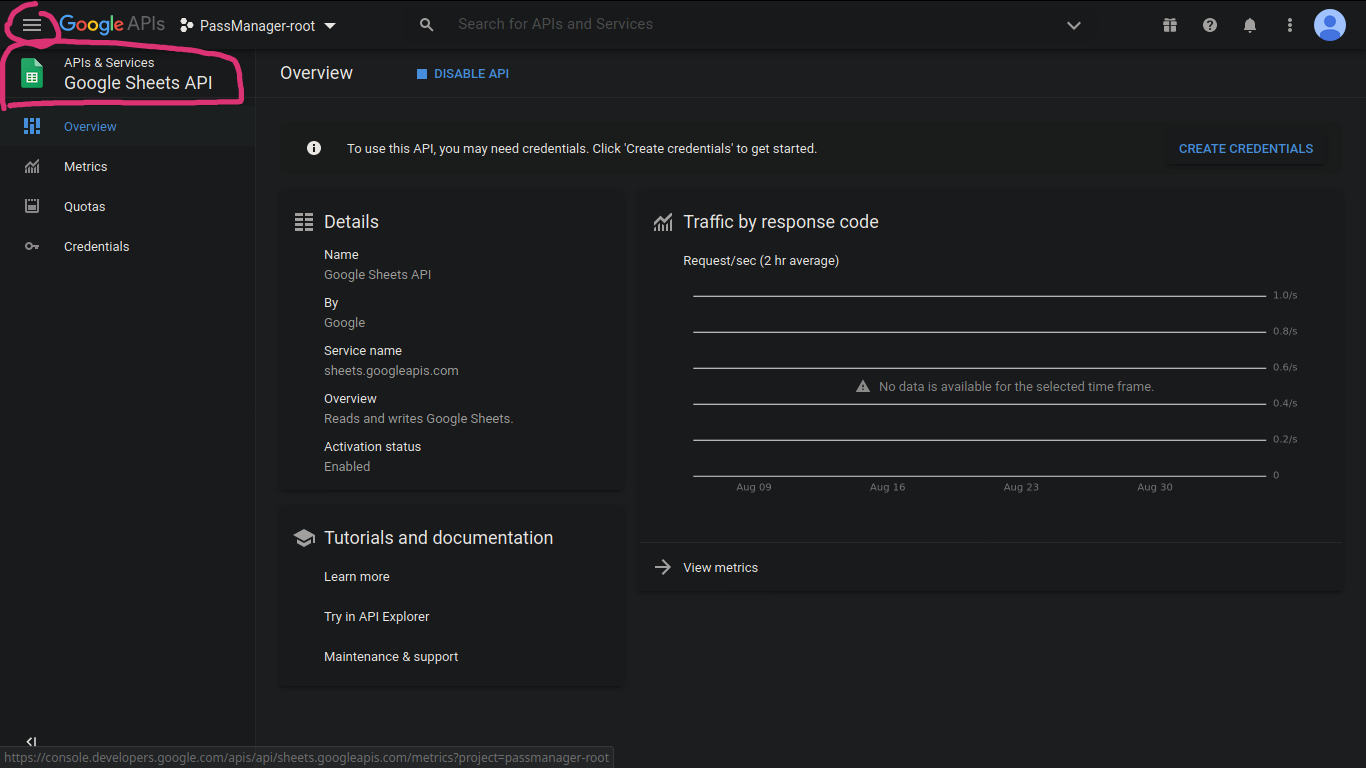 Google APIs PassManager-root Search for APIs and Services
APIs & Services
Google Sheets API
Overview DISABLE API
Overview
Metrics
Quotas
Credentials
To use this API, you may need credentials. Click 'Create credentials' to get started. CREATE CREDENTIALS
Details
Name
Google Sheets API
By
Google
Service name
sheets.googleapis.com
Overview
Reads and writes Google Sheets.
Activation status
Enabled
Traffic by response code
Request/sec (2 hr average)
1.0/s
0.8/s
0.6/s
No data is available for the selected time frame.
0.4/s
0.2/s
0
Aug 09 Aug 16 Aug 23 Aug 30
View metrics
Tutorials and documentation
Learn more
Try in API Explorer
Maintenance & support
https://console.developers.google.com/apis/api/sheets.googleapis.com/metrics?project=passmanager-root